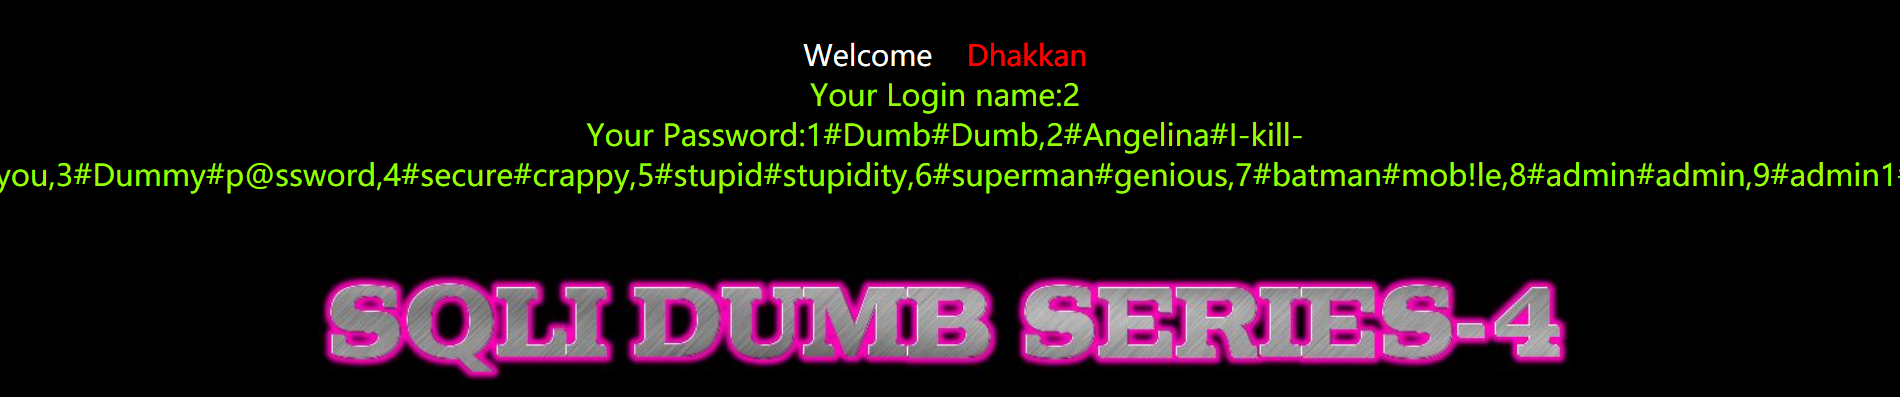 Welcome Dhakkan
Your Login name:2
Your Password:1#Dumb#Dumb,2#Angelina#I-kill-
you,3#Dummy#p@ssword,4#secure#crappy,5#stupid#stupidity,6#superman#genious,7#batman#mob!le,8#admin#admin,9#admin1#
SQLI DUMB SERIES-4